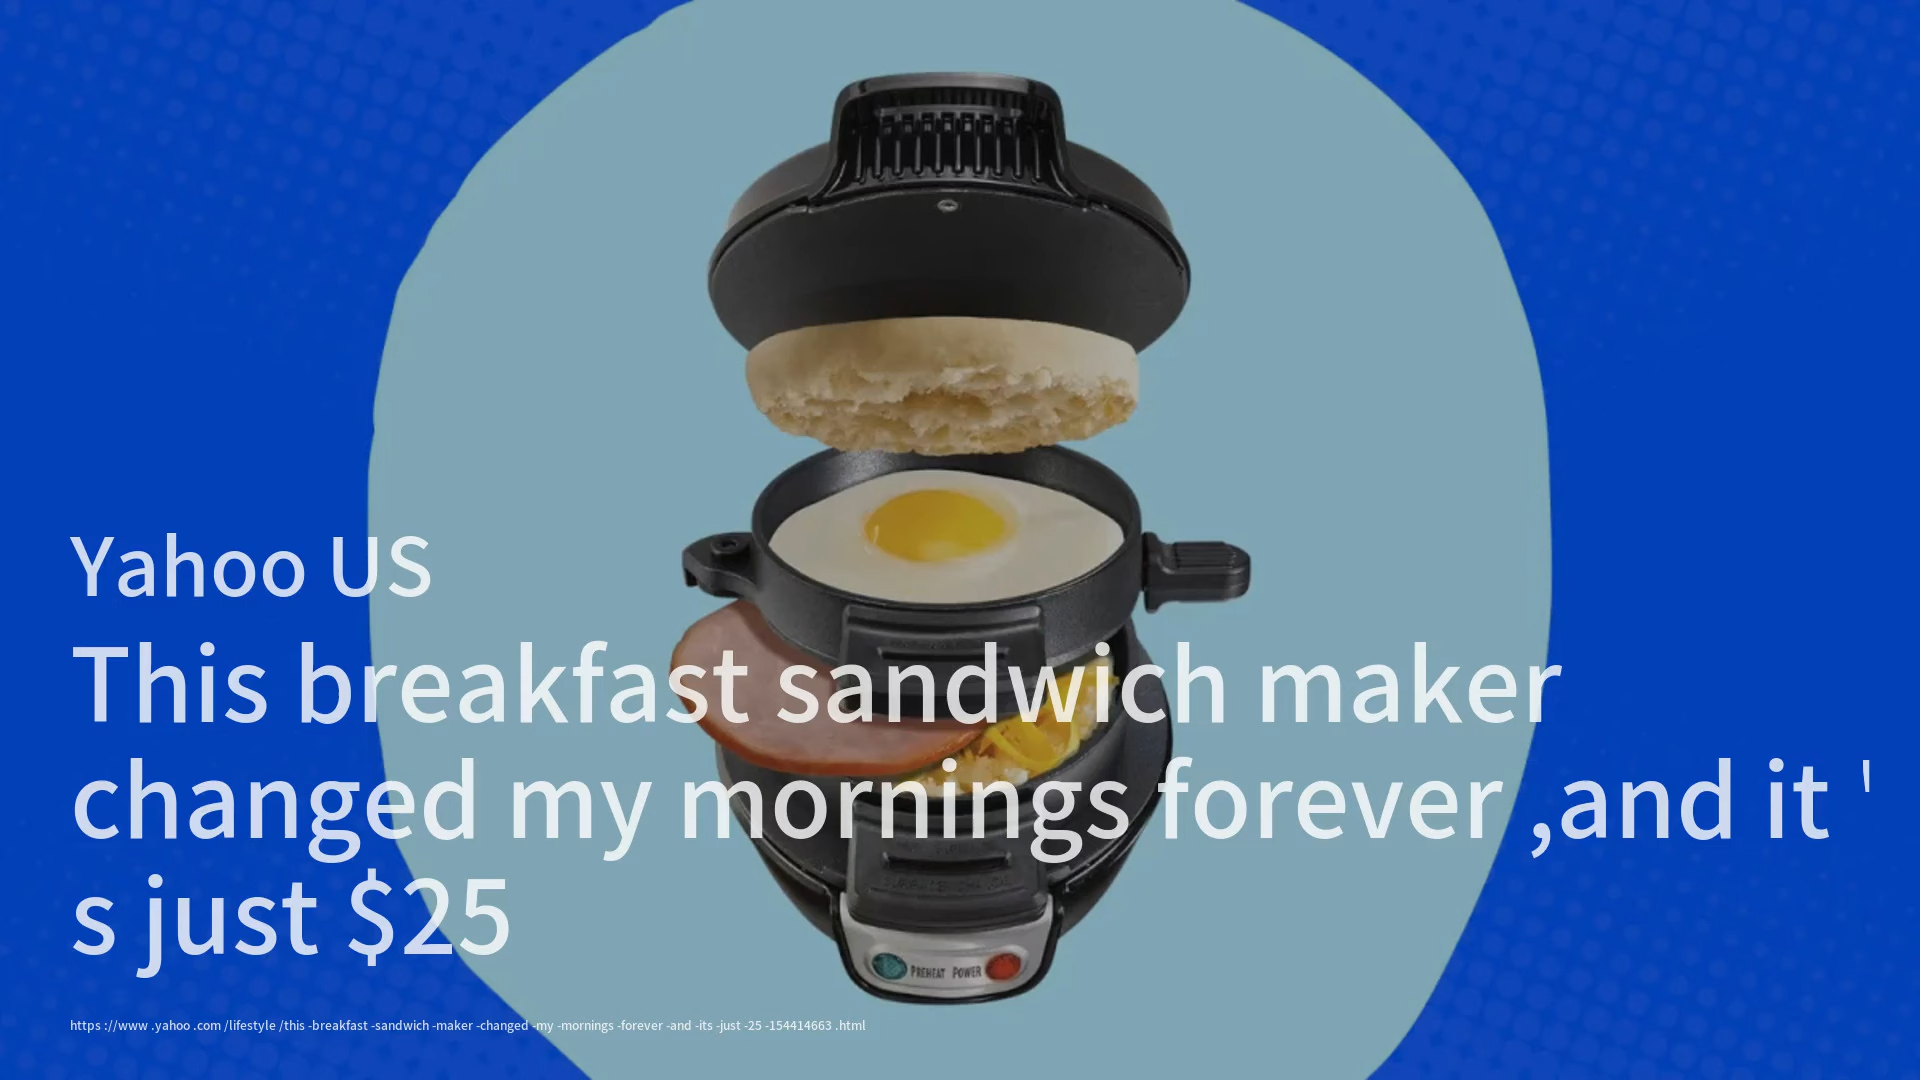 PREHEAT POWER
Yahoo US
This breakfast sandwich maker
changed my mornings forever ,and it '
s just $25
https ://www .yahoo .com /lifestyle /this -breakfast -sandwich -maker -changed -my -mornings -forever -and -its -just -25 -154414663 .html